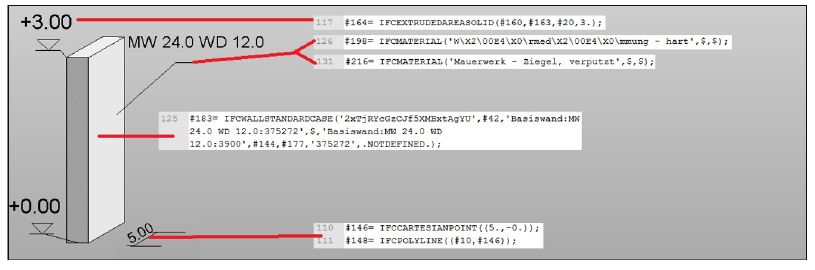 +3.00
117 #164= IFCEXTRUDEDAREASOLID(#160,#163,#20,3.);
MW 24.0 WD 12.0
126 #198= IFCMATERIAL('W\X2\00E4\X0\rmed\X2\00E4\X0\mmung - hart',$,$);
131 #216= IFCMATERIAL('Mauerwerk - Ziegel, verputzt',$,$);
125 #183= IFCWALLSTANDARDCASE('2xTjRYcGzCJf5XMBxtAgYU',#42,'Basiswand:MW
24.0 WD 12.0:375272',$,'Basiswand:MW 24.0 WD
12.0:3900',#144,#177,'375272',.NOTDEFINED.);
+0.00
5.00
110 #146= IFCCARTESIANPOINT((5.,-0.));
111 #148= IFCPOLYLINE((#10,#146));